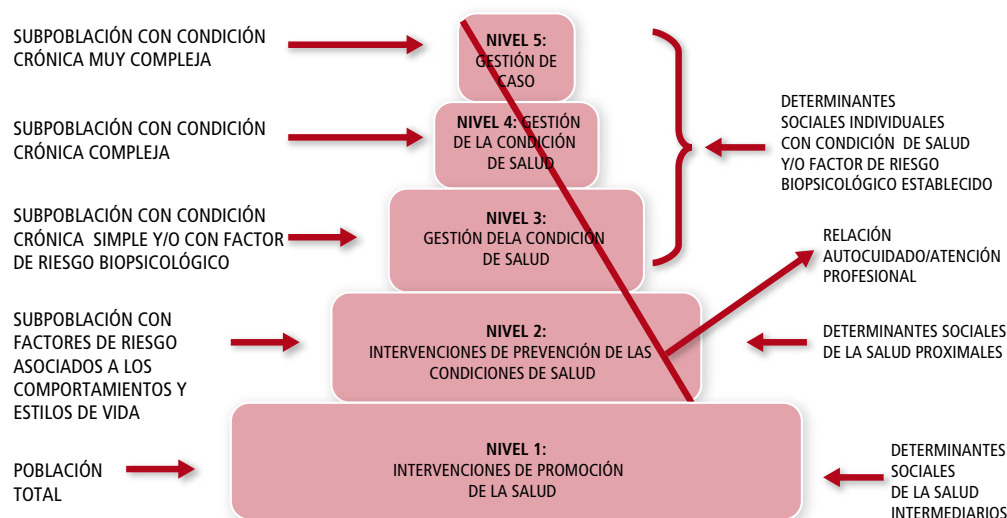 SUBPOBLACIÓN CON CONDICIÓN
CRÓNICA MUY COMPLEJA
SUBPOBLACIÓN CON CONDICIÓN
CRÓNICA COMPLEJA
SUBPOBLACIÓN CON CONDICIÓN
CRÓNICA SIMPLE Y/O CON FACTOR
DE RIESGO BIOPSICOLÓGICO
SUBPOBLACIÓN CON
FACTORES DE RIESGO
ASOCIADOS A LOS
COMPORTAMIENTOS Y
ESTILOS DE VIDA
POBLACIÓN
TOTAL
NIVEL 5:
GESTIÓN DE
CASO
NIVEL 4: GESTIÓN
DE LA CONDICIÓN
DE SALUD
NIVEL 3:
GESTIÓN DELA CONDICIÓN
DE SALUD
NIVEL 2:
INTERVENCIONES DE PREVENCIÓN DE LAS
CONDICIONES DE SALUD
NIVEL 1:
INTERVENCIONES DE PROMOCIÓN
DE LA SALUD
DETERMINANTES
SOCIALES INDIVIDUALES
CON CONDICIÓN DE SALUD
Y/O FACTOR DE RIESGO
BIOPSICOLÓGICO ESTABLECIDO
RELACIÓN
AUTOCUIDADO/ATENCIÓN
PROFESIONAL
DETERMINANTES SOCIALES
DE LA SALUD PROXIMALES
DETERMINANTES
SOCIALES
DE LA SALUD
INTERMEDIARIOS